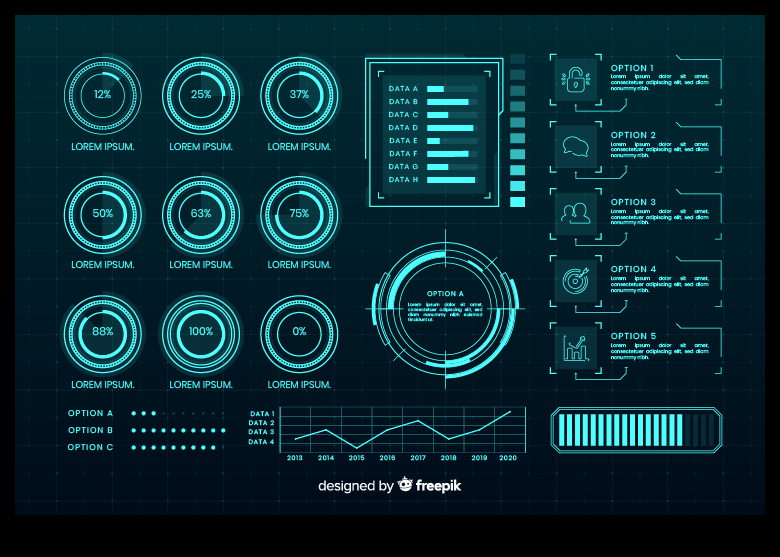 12%
25%
37%
LOREM IPSUM.
LOREM IPSUM.
LOREM IPSUM.
50%
63%
75%
LOREM IPSUM.
LOREM IPSUM.
LOREM IPSUM.
88%
100%
0%
LOREM IPSUM.
LOREM IPSUM.
LOREM IPSUM.
OPTION A
OPTION B
OPTION C
DATA A
DATA B
DATA C
DATA D
DATA E
DATA F
DATA G
DATA H
OPTION A
Lorem ipsum dolor sit amet,
consectetuer adipiscing elit, sed
diam nonummy nibh euismod
tincidunt ut.
DATA 1
DATA 2
DATA 3
DATA 4
2013 2014 2015 2016 2017 2018 2019 2020
OPTION 1
Lorem ipsum dolor sit amet,
consectetuer adipiscing elit, sed diam
nonummy nibh.
OPTION 2
Lorem ipsum dolor sit amet,
consectetuer adipiscing elit, sed diam
nonummy nibh.
OPTION 3
Lorem ipsum dolor sit amet,
consectetuer adipiscing elit, sed diam
nonummy nibh.
OPTION 4
Lorem ipsum dolor sit amet,
consectetuer adipiscing elit, sed diam
nonummy nibh.
OPTION 5
Lorem ipsum dolor sit amet,
consectetuer adipiscing elit, sed diam
nonummy nibh.
designed by freepik